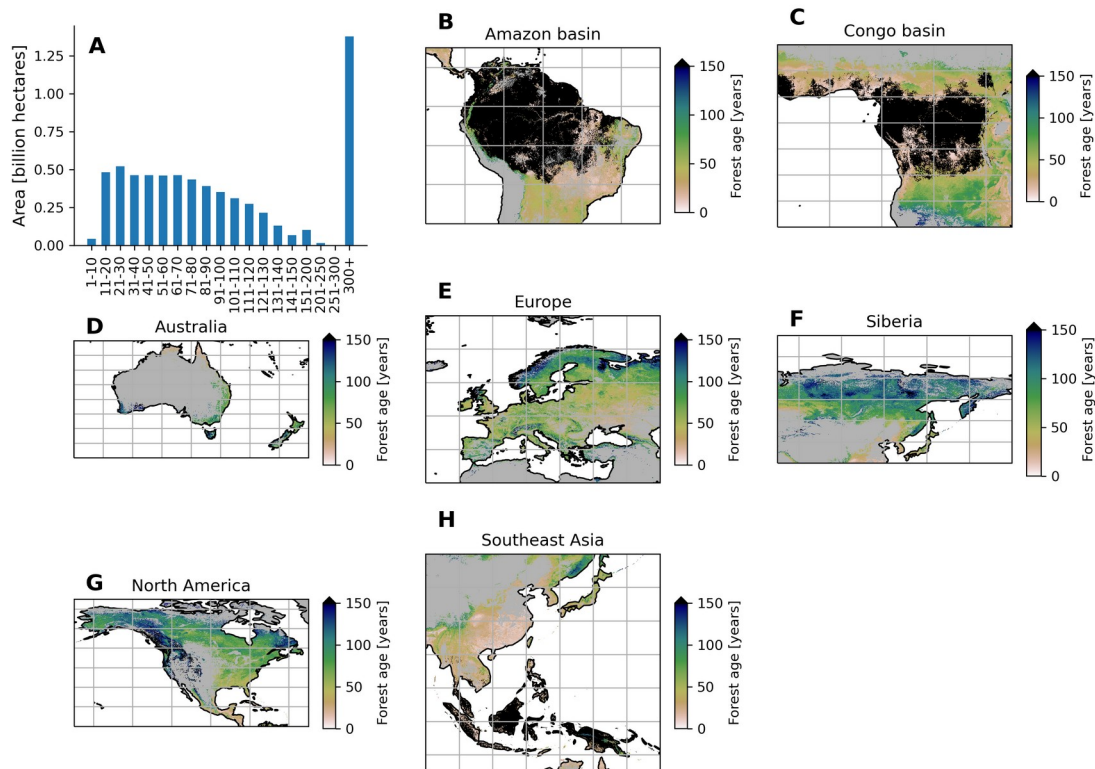 A
Area [billion hectares]
1.25
1.00
0.75
0.50
0.25
0.00
1-10
11-20
21-30
31-40
41-50
51-60
61-70
71-80
81-90
91-100
101-110
111-120
121-130
131-140
141-150
151-200
201-250
251-300
300+
B
Amazon basin
150
100
50
0
Forest age [years]
C
Congo basin
150
100
50
0
Forest age [years]
D
Australia
150
100
50
0
Forest age [years]
E
Europe
150
100
50
0
Forest age [years]
F
Siberia
150
100
50
0
Forest age [years]
G
North America
150
100
50
0
Forest age [years]
H
Southeast Asia
150
100
50
0
Forest age [years]